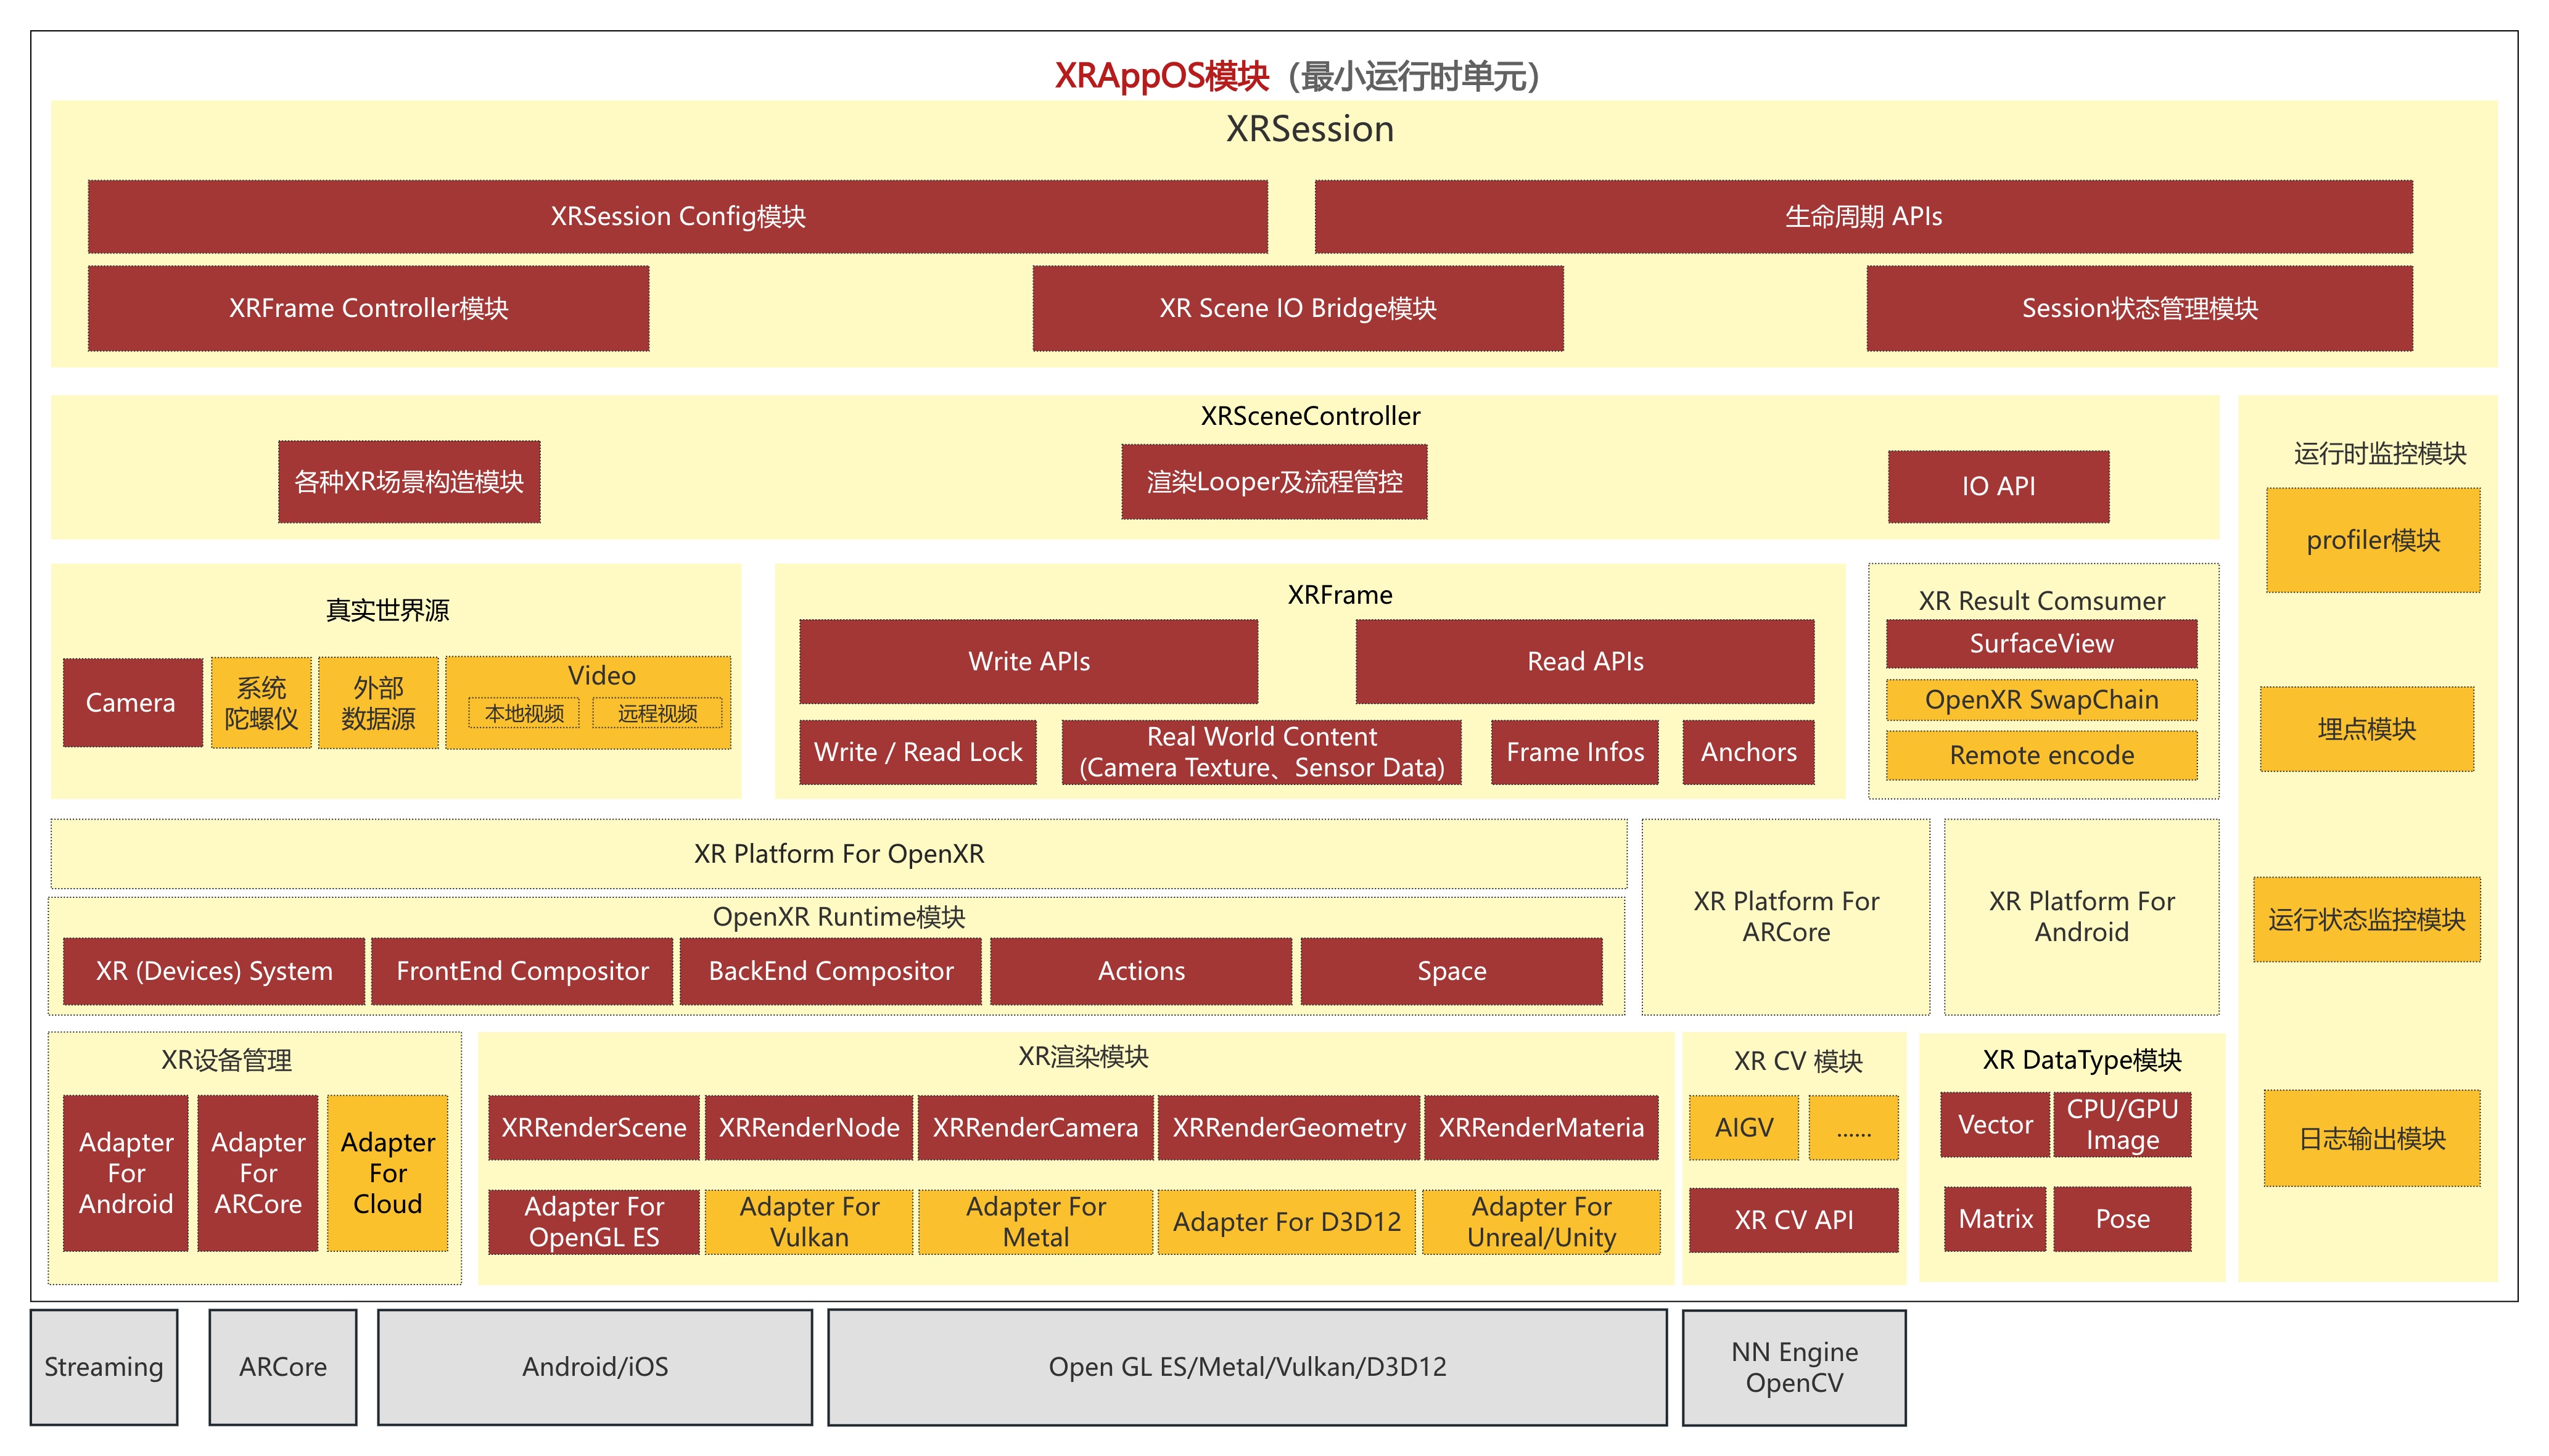 XRAppOS模块（最小运行时单元）
XRSession
XRSession Config模块
生命周期 APIs
XRFrame Controller模块
XR Scene IO Bridge模块
Session状态管理模块
XRSceneController
各种XR场景构造模块
渲染Looper及流程管控
IO API
运行时监控模块
profiler模块
埋点模块
运行状态监控模块
日志输出模块
真实世界源
Camera
系统
陀螺仪
外部
数据源
Video
本地视频
远程视频
XRFrame
Write APIs
Read APIs
Write / Read Lock
Real World Content
(Camera Texture、Sensor Data)
Frame Infos
Anchors
XR Result Comsumer
SurfaceView
OpenXR SwapChain
Remote encode
XR Platform For OpenXR
OpenXR Runtime模块
XR (Devices) System
FrontEnd Compositor
BackEnd Compositor
Actions
Space
XR Platform For
ARCore
XR Platform For
Android
XR设备管理
Adapter
For
Android
Adapter
For
ARCore
Adapter
For
Cloud
XR渲染模块
XRRenderScene
XRRenderNode
XRRenderCamera
XRRenderGeometry
XRRenderMateria
Adapter For
OpenGL ES
Adapter For
Vulkan
Adapter For
Metal
Adapter For D3D12
Adapter For
Unreal/Unity
XR CV 模块
AIGV
......
XR CV API
XR DataType模块
Vector
CPU/GPU
Image
Matrix
Pose
Streaming
ARCore
Android/iOS
Open GL ES/Metal/Vulkan/D3D12
NN Engine
OpenCV